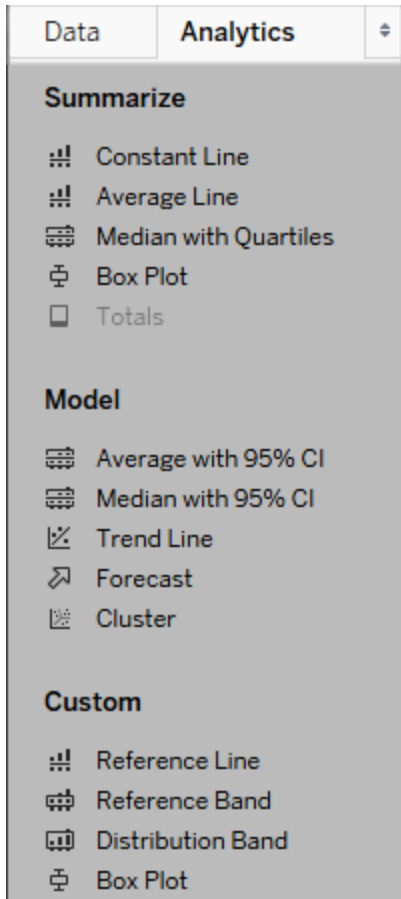 Data Analytics
Summarize
Constant Line
Average Line
Median with Quartiles
Box Plot
Totals
Model
Average with 95% CI
Median with 95% CI
Trend Line
Forecast
Cluster
Custom
Reference Line
Reference Band
Distribution Band
Box Plot